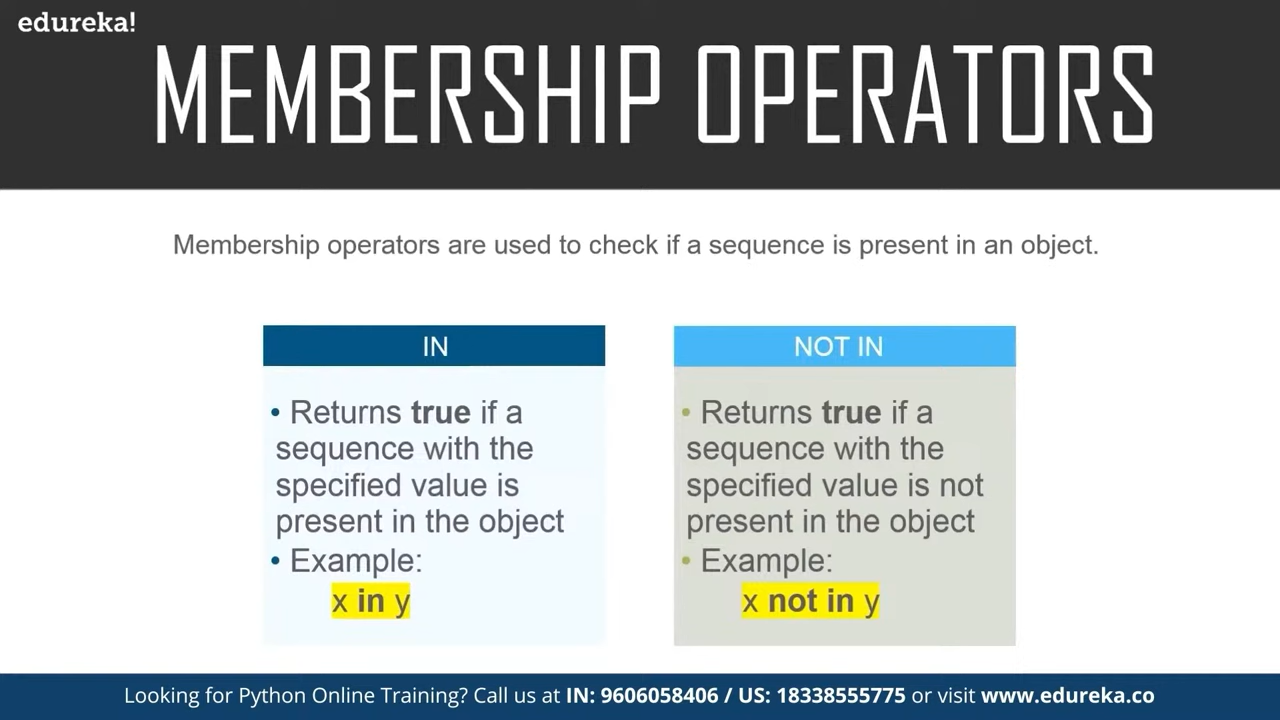 edureka!
MEMBERSHIP OPERATORS
Membership operators are used to check if a sequence is present in an object.
IN
• Returns true if a
sequence with the
specified value is
present in the object
• Example:
x in y
NOT IN
• Returns true if a
sequence with the
specified value is not
present in the object
• Example:
x not in y
Looking for Python Online Training? Call us at IN: 9606058406 / US: 18338555775 or visit www.edureka.co